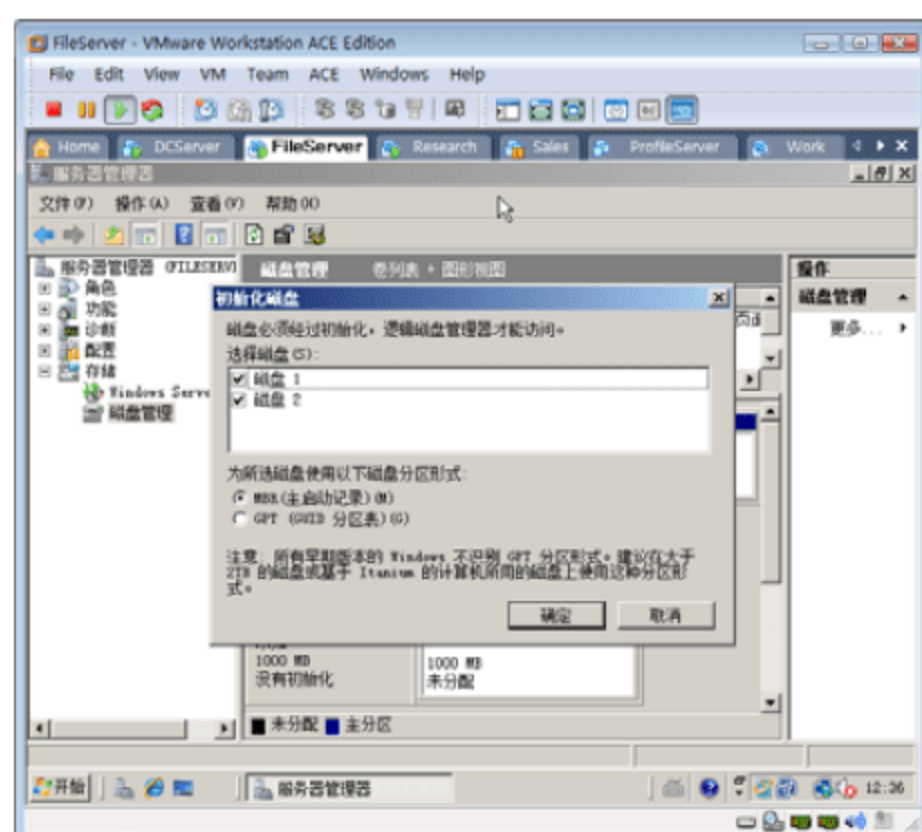 FileServer - VMware Workstation ACE Edition
File Edit View VM Team ACE Windows Help
Home DCServer FileServer Research Sales ProfileServer Work
服务器管理器
文件(F) 操作(A) 查看(V) 帮助(H)
服务器管理器 (FILESERV
磁盘管理 卷列表 + 图形视图
操作
角色
功能
诊断
配置
存储
Windows Serve
磁盘管理
初始化磁盘
磁盘必须经过初始化，逻辑磁盘管理器才能访问。
选择磁盘(S):
磁盘 1
磁盘 2
为所选磁盘使用以下磁盘分区形式:
MBR(主启动记录)(M)
GPT (GUID 分区表)(G)
注意: 所有早期版本的 Windows 不识别 GPT 分区形式。建议在大于
2TB 的磁盘或基于 Itanium 的计算机所用的磁盘上使用这种分区形
式。
确定 取消
磁盘管理
更多...
1000 MB
没有初始化
1000 MB
未分配
未分配 主分区
开始 服务器管理器 12:36